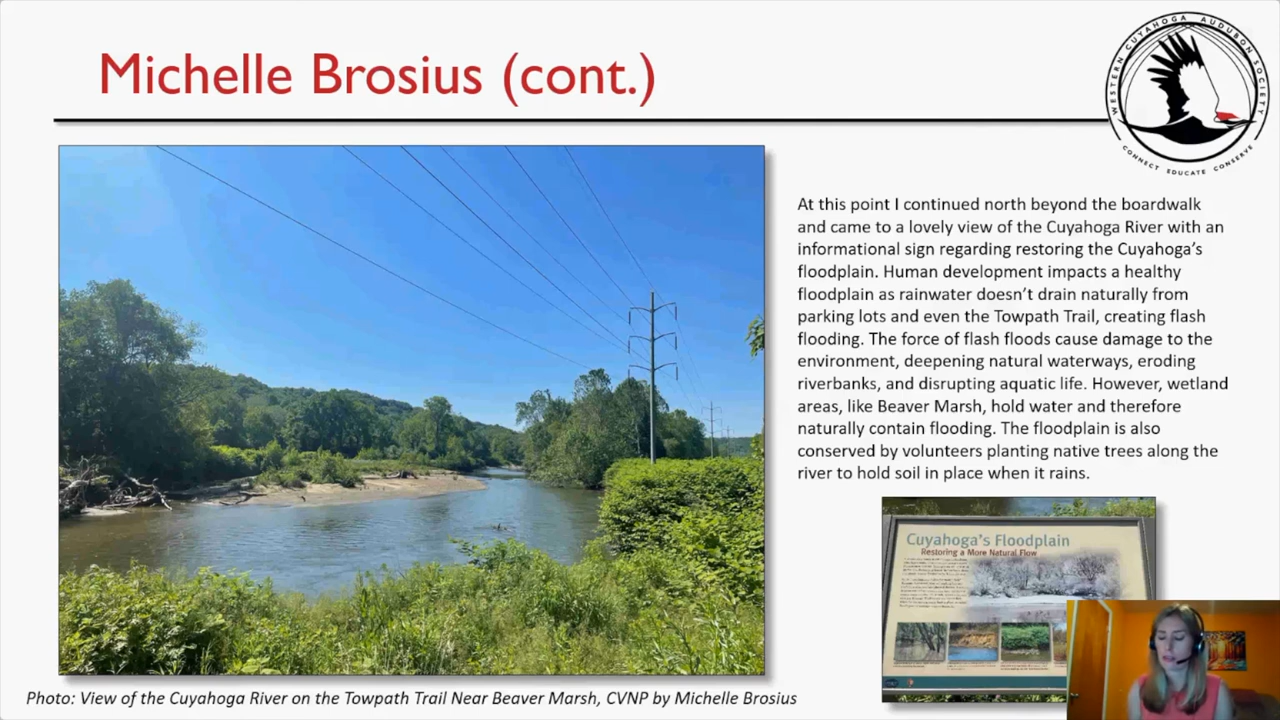 Michelle Brosius (cont.)
WESTERN CUYAHOGA AUDUBON SOCIETY
CONNECT EDUCATE CONSERVE
At this point I continued north beyond the boardwalk
and came to a lovely view of the Cuyahoga River with an
informational sign regarding restoring the Cuyahoga’s
floodplain. Human development impacts a healthy
floodplain as rainwater doesn’t drain naturally from
parking lots and even the Towpath Trail, creating flash
flooding. The force of flash floods cause damage to the
environment, deepening natural waterways, eroding
riverbanks, and disrupting aquatic life. However, wetland
areas, like Beaver Marsh, hold water and therefore
naturally contain flooding. The floodplain is also
conserved by volunteers planting native trees along the
river to hold soil in place when it rains.
Cuyahoga's Floodplain
Restoring a More Natural Flow
Photo: View of the Cuyahoga River on the Towpath Trail Near Beaver Marsh, CVNP by Michelle Brosius